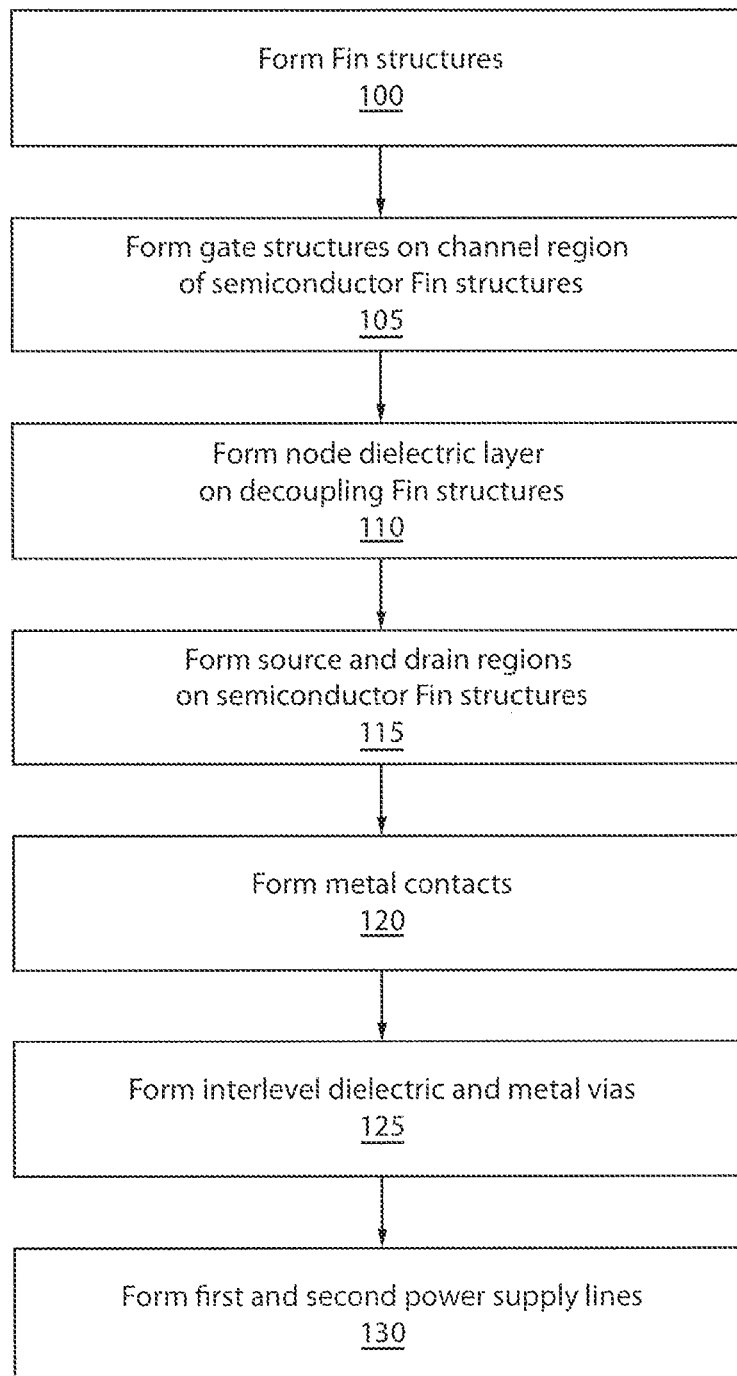 Form Fin structures
100
Form gate structures on channel region
of semiconductor Fin structures
105
Form node dielectric layer
on decoupling Fin structures
110
Form source and drain regions
on semiconductor Fin structures
115
Form metal contacts
120
Form interlevel dielectric and metal vias
125
Form first and second power supply lines
130